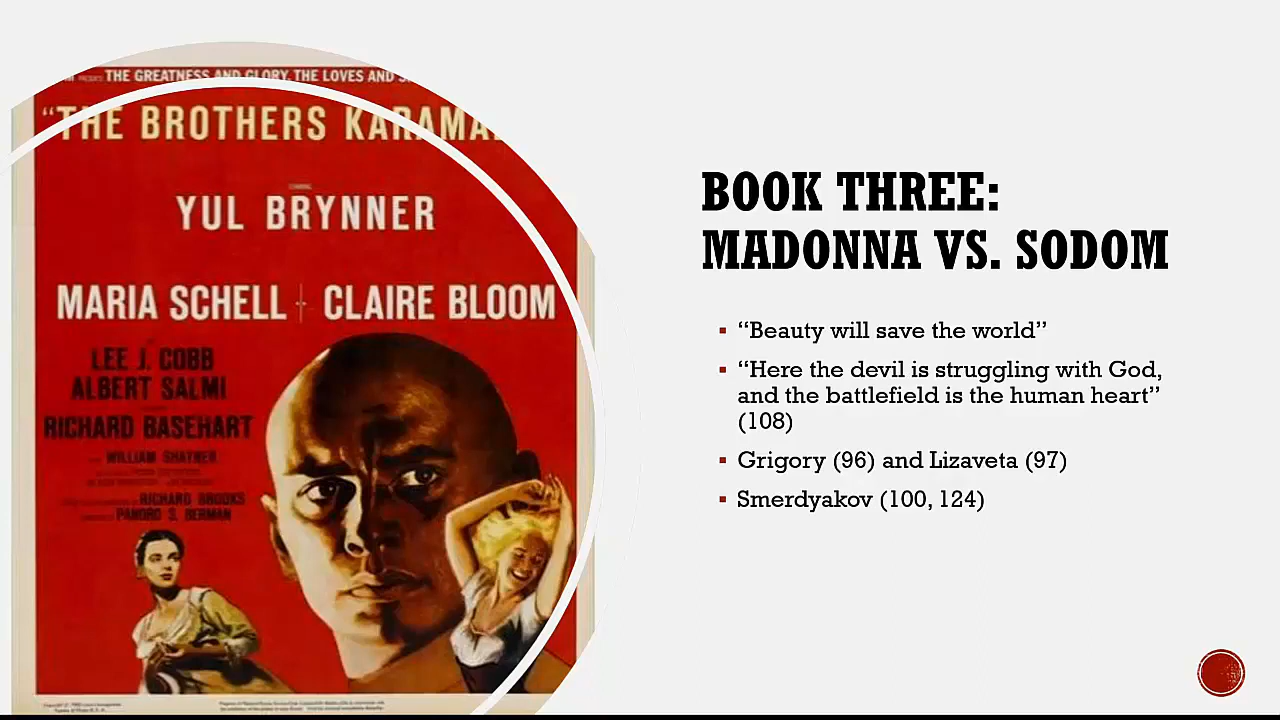 PRESENTS THE GREATNESS AND GLORY, THE LOVES AND
"THE BROTHERS KARAMA
YUL BRYNNER
MARIA SCHELL CLAIRE BLOOM
LEE J. COBB
ALBERT SALMI
RICHARD BASEHART
WILLIAM SHATNER
RICHARD BROOKS
PANDRO S. BERMAN
BOOK THREE:
MADONNA VS. SODOM
“Beauty will save the world”
“Here the devil is struggling with God,
and the battlefield is the human heart”
(108)
Grigory (96) and Lizaveta (97)
Smerdyakov (100, 124)